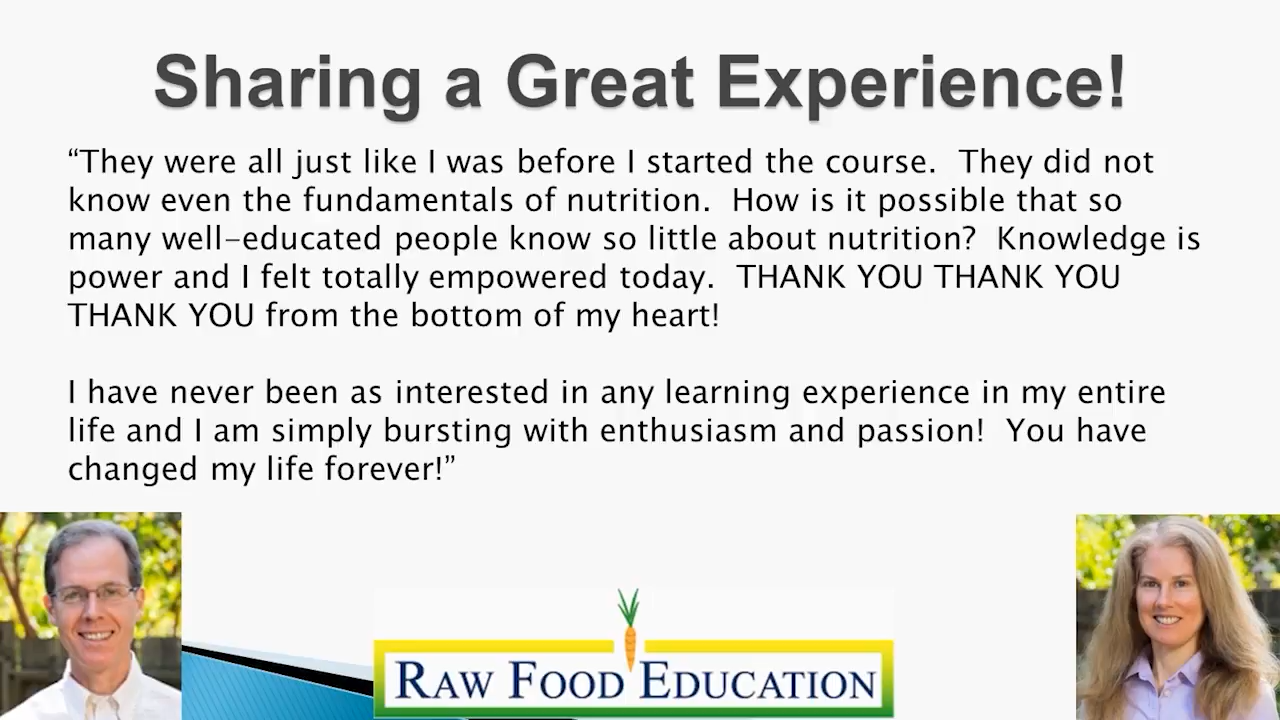 Sharing a Great Experience!
“They were all just like I was before I started the course.  They did not
know even the fundamentals of nutrition.  How is it possible that so
many well-educated people know so little about nutrition?  Knowledge is
power and I felt totally empowered today.  THANK YOU THANK YOU
THANK YOU from the bottom of my heart!
I have never been as interested in any learning experience in my entire
life and I am simply bursting with enthusiasm and passion!  You have
changed my life forever!”
RAW FOOD EDUCATION